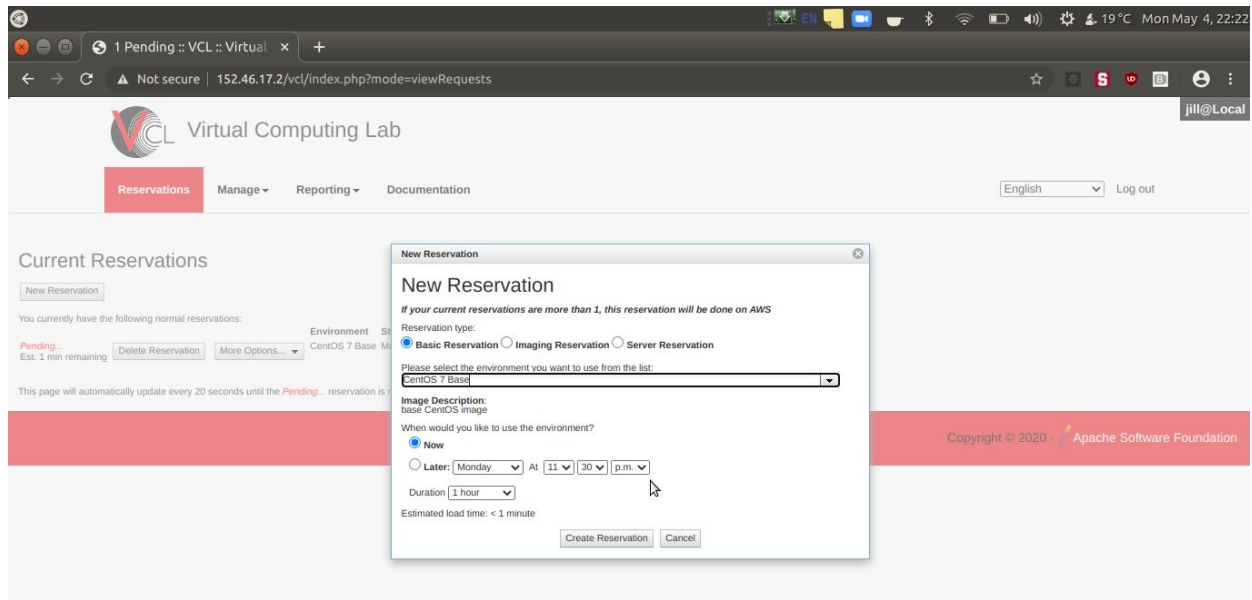 EN
19°C Mon May 4, 22:22
1 Pending :: VCL :: Virtual
Not secure | 152.46.17.2/vcl/index.php?mode=viewRequests
jill@Local
VCL Virtual Computing Lab
Reservations Manage Reporting Documentation English Log out
Current Reservations
New Reservation
You currently have the following normal reservations:
Environment St
Pending... Delete Reservation More Options... CentOS 7 Base Mo
Est: 1 min remaining
This page will automatically update every 20 seconds until the Pending... reservation is r
New Reservation
New Reservation
If your current reservations are more than 1, this reservation will be done on AWS
Reservation type:
Basic Reservation Imaging Reservation Server Reservation
Please select the environment you want to use from the list:
CentOS 7 Base
Image Description:
base CentOS image
When would you like to use the environment?
Now
Later: Monday At 11 30 p.m.
Duration 1 hour
Estimated load time: < 1 minute
Create Reservation Cancel
Copyright © 2020 - Apache Software Foundation